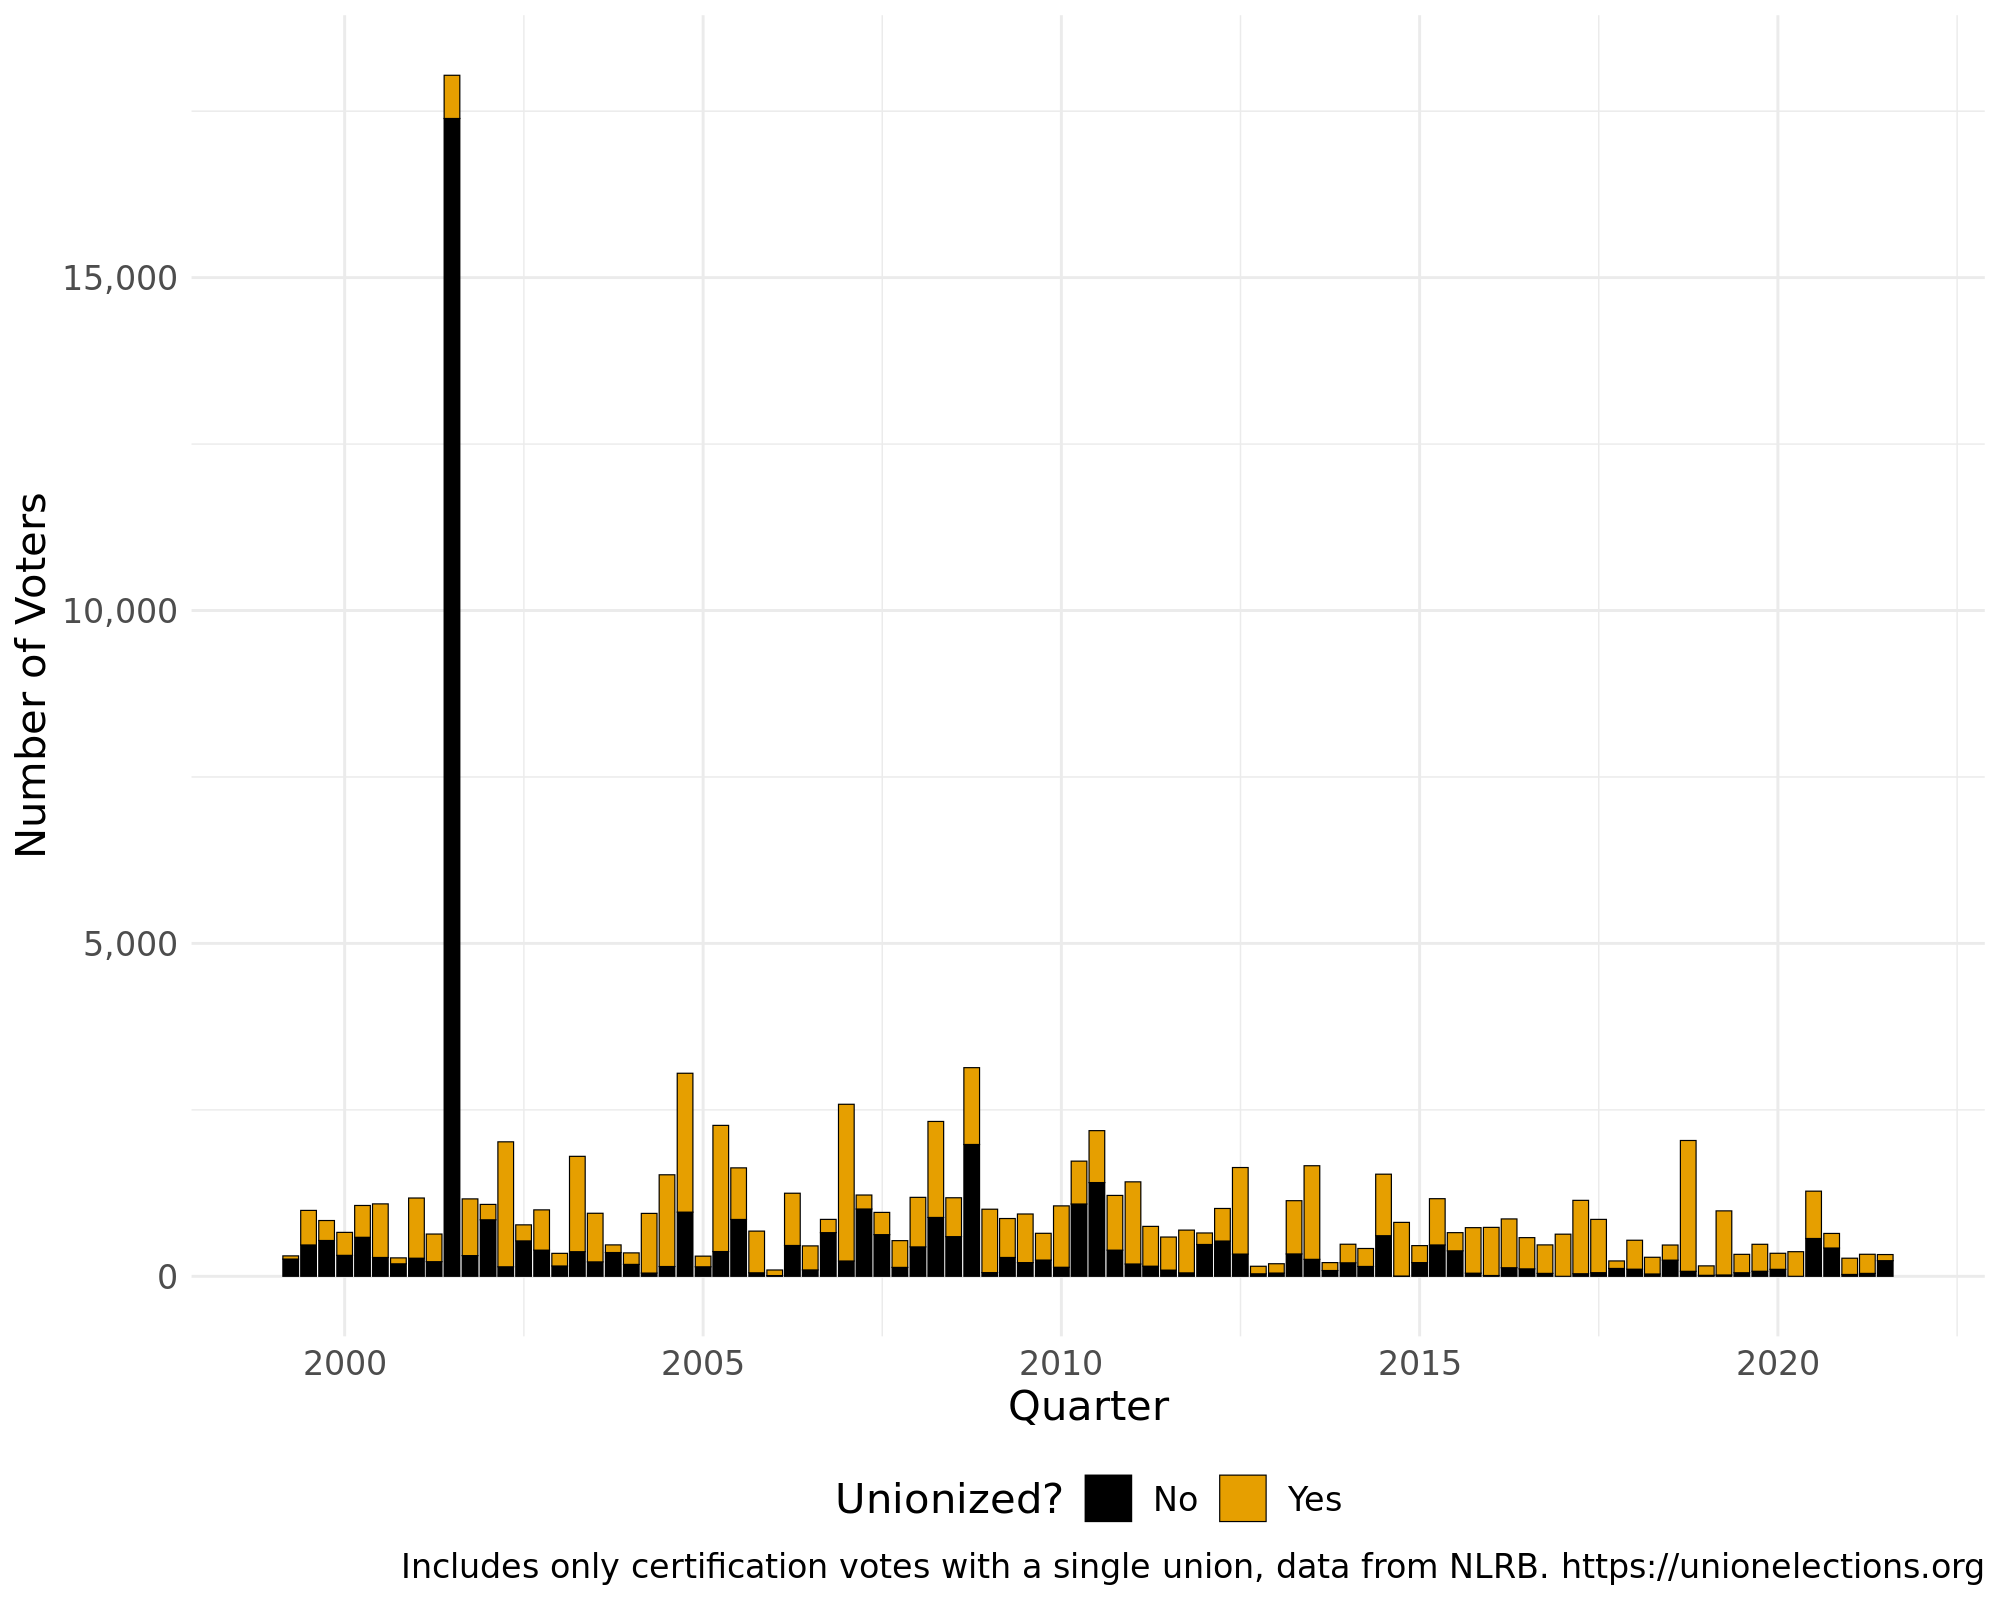 Number of Voters
15,000
10,000
5,000
0
2000 2005 2010 2015 2020
Quarter
Unionized? No Yes
Includes only certification votes with a single union, data from NLRB. https://unionelections.org